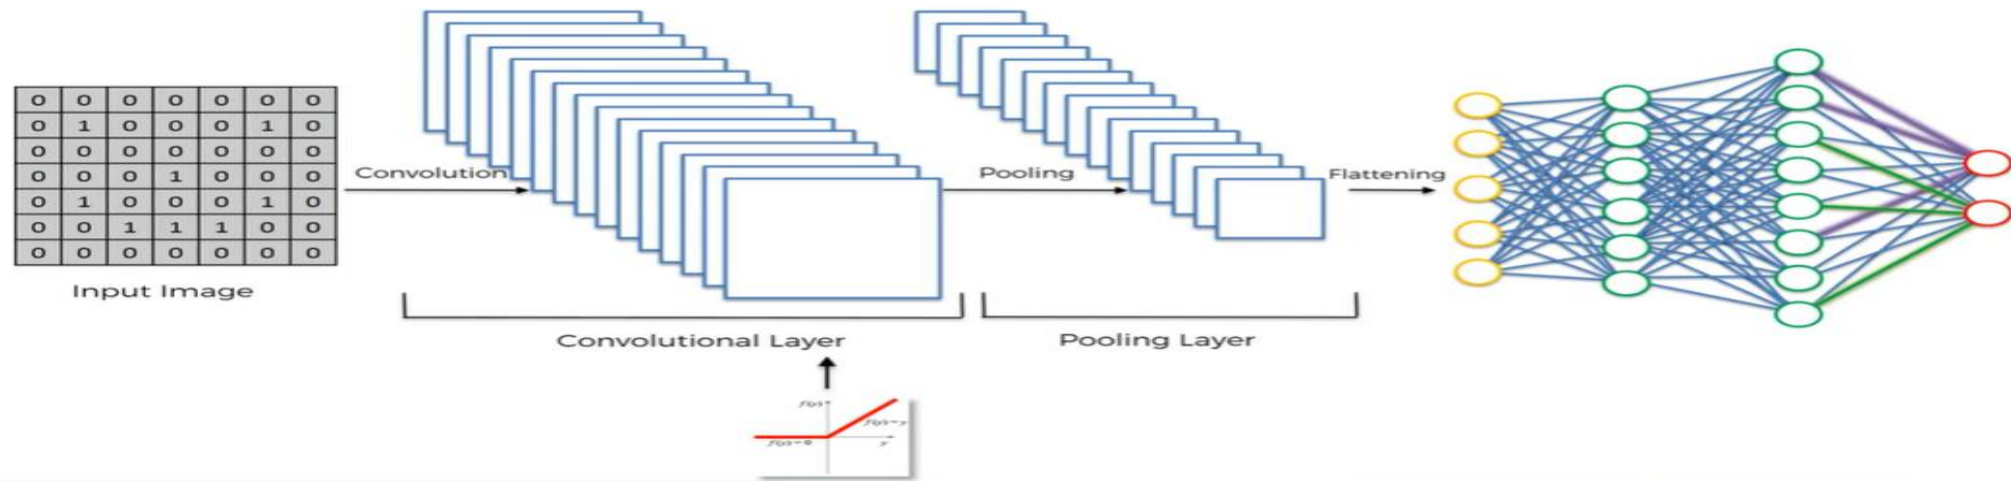 0 0 0 0 0 0 0
0 1 0 0 0 1 0
0 0 0 0 0 0 0
0 0 0 1 0 0 0
0 1 0 0 0 1 0
0 0 1 1 1 0 0
0 0 0 0 0 0 0
Input Image
Convolution
Pooling
Flattening
Convolutional Layer
Pooling Layer
f(y)=0
y